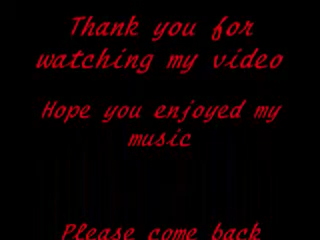 Thank you for
watching my video
Hope you enjoyed my
music
Please come back